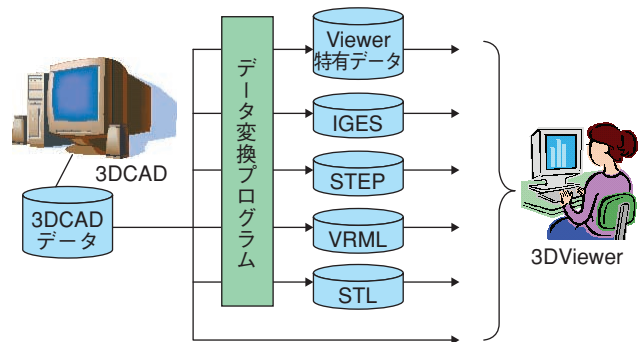 3DCAD
3DCAD
データ
データ変換プログラム
Viewer
特有データ
IGES
STEP
VRML
STL
3DViewer